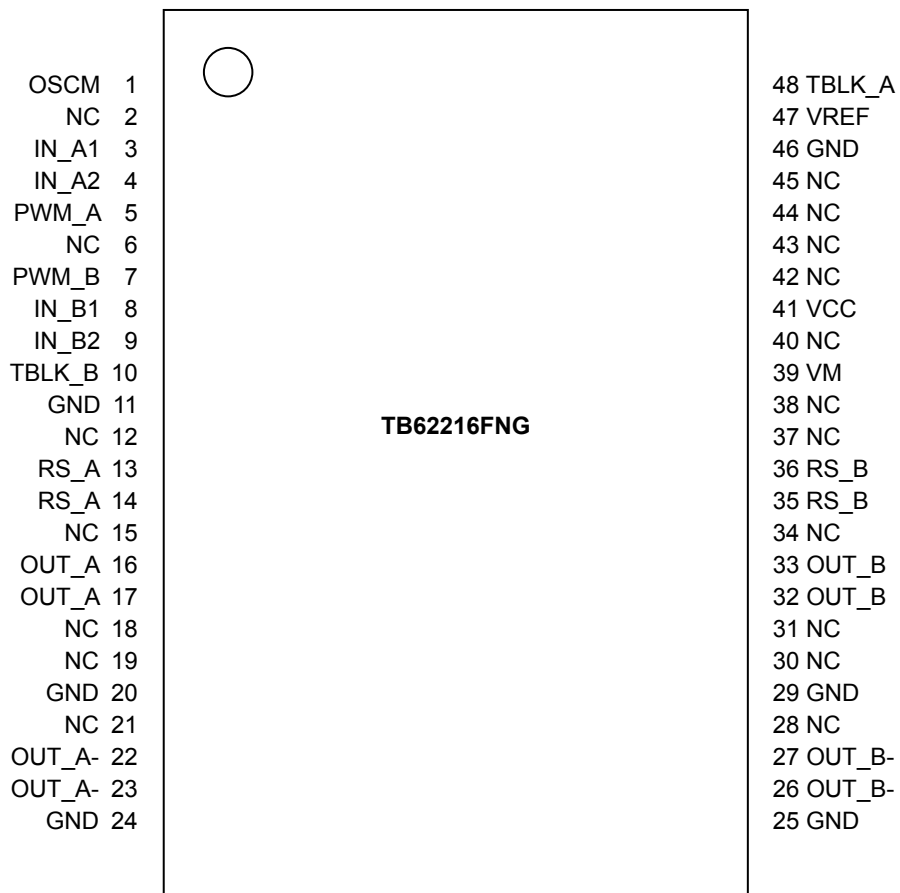 OSCM 1
NC 2
IN_A1 3
IN_A2 4
PWM_A 5
NC 6
PWM_B 7
IN_B1 8
IN_B2 9
TBLK_B 10
GND 11
NC 12
RS_A 13
RS_A 14
NC 15
OUT_A 16
OUT_A 17
NC 18
NC 19
GND 20
NC 21
OUT_A- 22
OUT_A- 23
GND 24
TB62216FNG
48 TBLK_A
47 VREF
46 GND
45 NC
44 NC
43 NC
42 NC
41 VCC
40 NC
39 VM
38 NC
37 NC
36 RS_B
35 RS_B
34 NC
33 OUT_B
32 OUT_B
31 NC
30 NC
29 GND
28 NC
27 OUT_B-
26 OUT_B-
25 GND